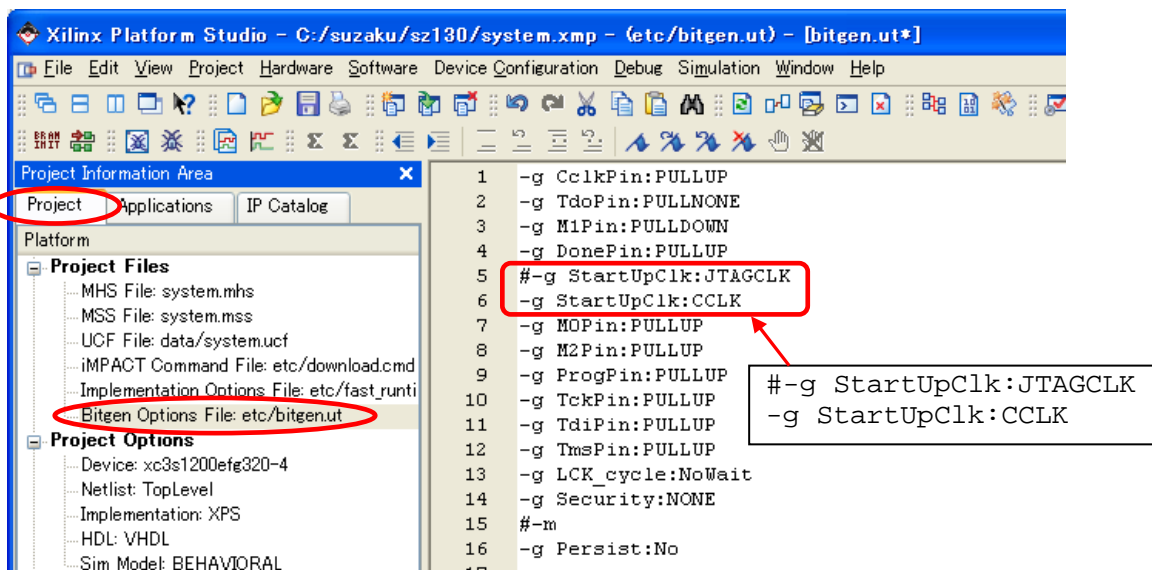 Xilinx Platform Studio - C:/suzaku/sz130/system.xmp - (etc/bitgen.ut) - [bitgen.ut*]
File Edit View Project Hardware Software Device Configuration Debug Simulation Window Help
BRAM
INIT
Project Information Area
Project Applications IP Catalog
Platform
Project Files
MHS File: system.mhs
MSS File: system.mss
UCF File: data/system.ucf
iMPACT Command File: etc/download.cmd
Implementation Options File: etc/fast_runti
Bitgen Options File: etc/bitgen.ut
Project Options
Device: xc3s1200efg320-4
Netlist: TopLevel
Implementation: XPS
HDL: VHDL
Sim Model: BEHAVIORAL
1 -g CclkPin:PULLUP
2 -g TdoPin:PULLNONE
3 -g M1Pin:PULLDOWN
4 -g DonePin:PULLUP
5 #-g StartUpClk:JTAGCLK
6 -g StartUpClk:CCLK
7 -g M0Pin:PULLUP
8 -g M2Pin:PULLUP
9 -g ProgPin:PULLUP
10 -g TckPin:PULLUP
11 -g TdiPin:PULLUP
12 -g TmsPin:PULLUP
13 -g LCK_cycle:NoWait
14 -g Security:NONE
15 #-m
16 -g Persist:No
#-g StartUpClk:JTAGCLK
-g StartUpClk:CCLK